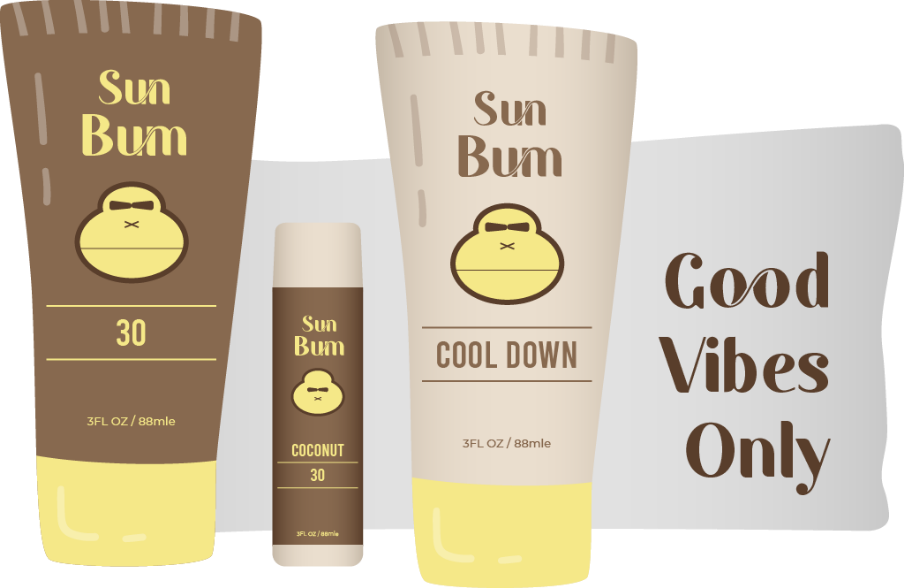 Sun
Bum
30
3FL OZ / 88mle
Sun
Bum
COCONUT
30
3FL OZ / 88mle
Sun
Bum
COOL DOWN
3FL OZ / 88mle
Good
Vibes
Only